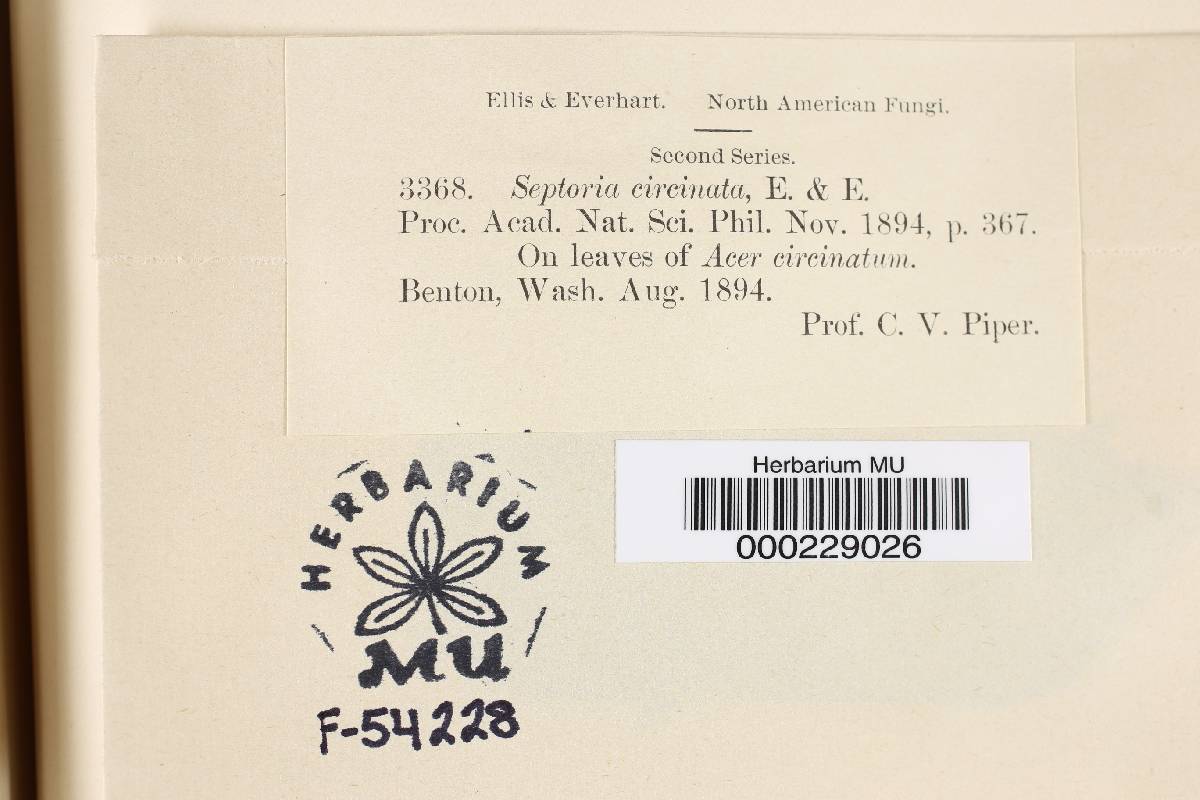 Ellis & Everhart. North American Fungi.
Second Series.
3368. Septoria circinata, E. & E.
Proc. Acad. Nat. Sci. Phil. Nov. 1894, p. 367.
On leaves of Acer circinatum.
Benton, Wash. Aug. 1894.
Prof. C. V. Piper.
Herbarium MU
000229026
HERBARIUM
MU
F-54228